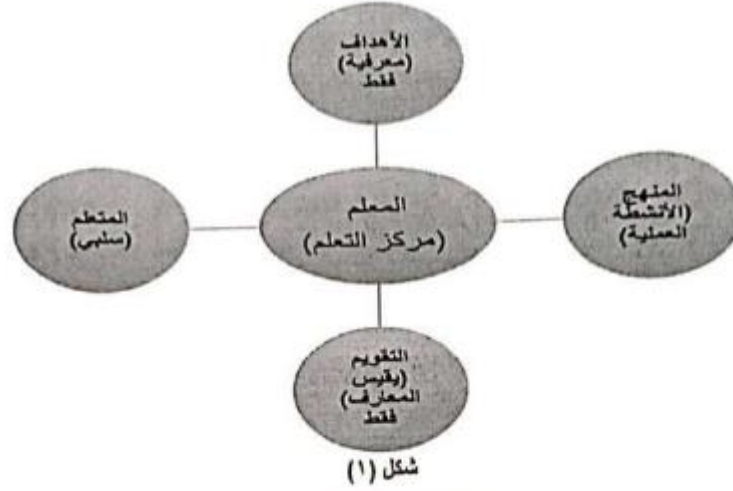 الأهداف
(معرفية)
فقط
المنهج
(الأنشطة
العملية)
المعلم
(مركز التعلم)
المتعلم
(سلبي)
التقويم
(يقيس
المعارف)
فقط
شكل (١)